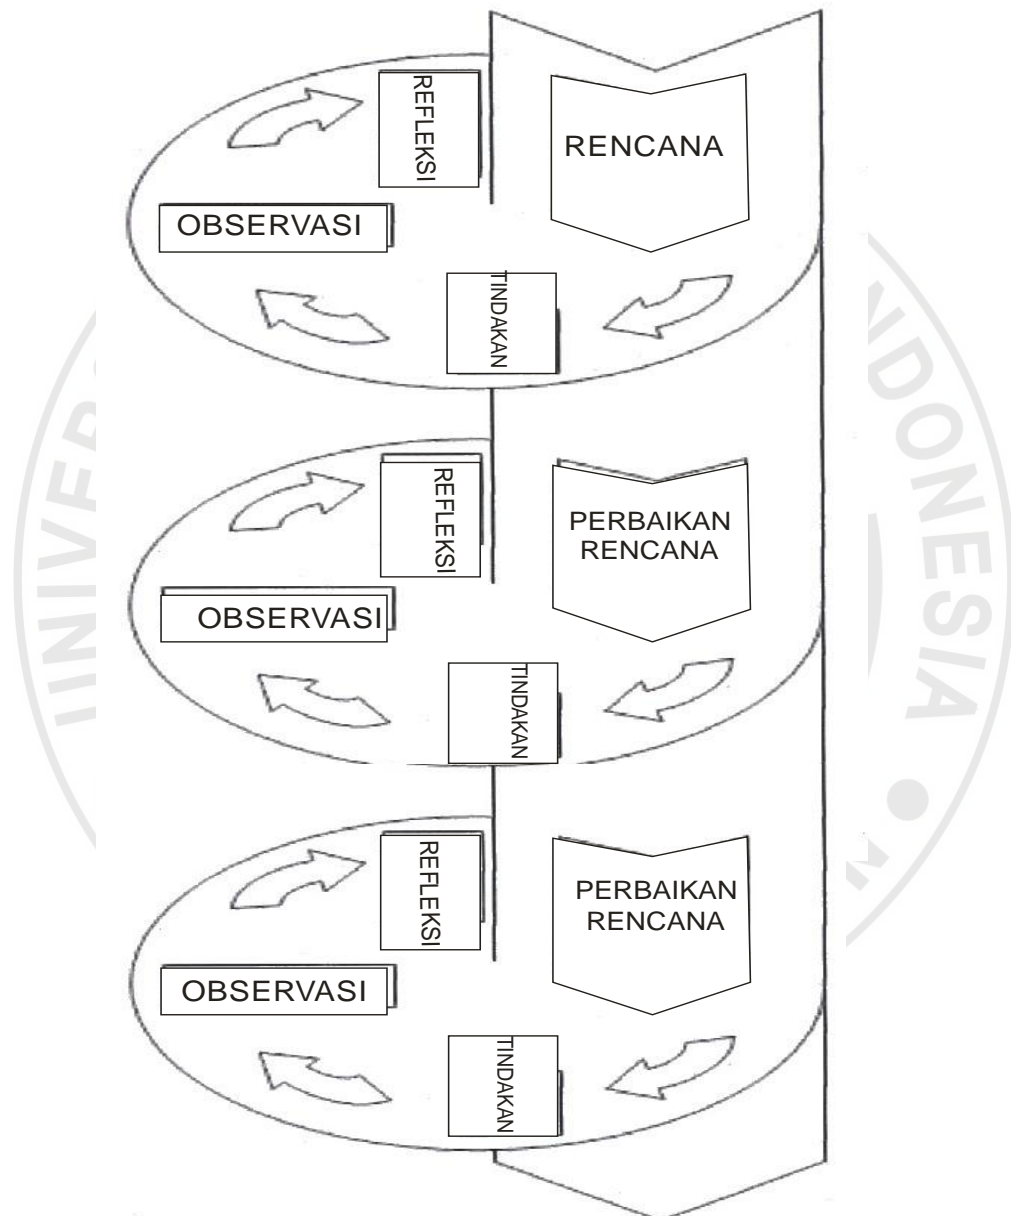 REFLEKSI
RENCANA
OBSERVASI
TINDAKAN
REFLEKSI
PERBAIKAN
RENCANA
OBSERVASI
TINDAKAN
REFLEKSI
PERBAIKAN
RENCANA
OBSERVASI
TINDAKAN